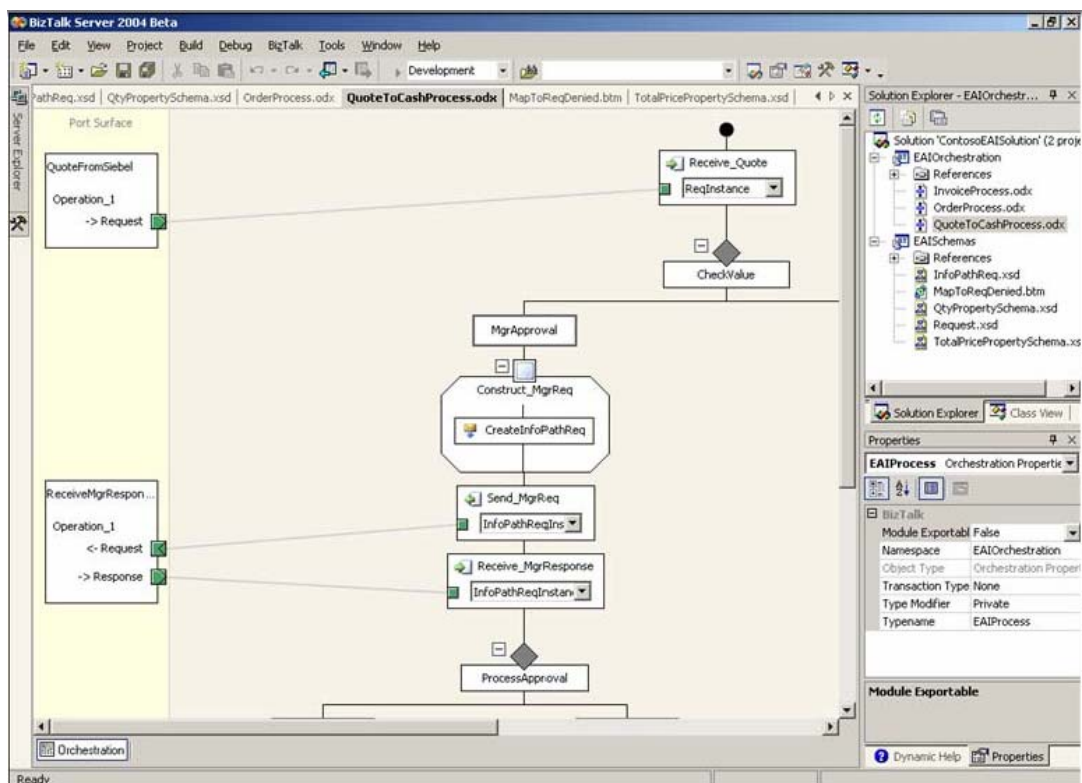 BizTalk Server 2004 Beta
File Edit View Project Build Debug BizTalk Tools Window Help
Development
athReq.xsd | QtyPropertySchema.xsd | OrderProcess.odx QuoteToCashProcess.odx MapToReqDenied.btm | TotalPricePropertySchema.xsd
Server Explorer
Port Surface
QuoteFromSiebel
Operation_1
-> Request
Receive_Quote
ReqInstance
CheckValue
MgrApproval
Construct_MgrReq
CreateInfoPathReq
ReceiveMgrRespon...
Operation_1
<- Request
-> Response
Send_MgrReq
InfoPathReqIns
Receive_MgrResponse
InfoPathReqInstan
ProcessApproval
Orchestration
Ready
Solution Explorer - EAIOrchestr...
Solution 'ContosoEAISolution' (2 proje
EAIOrchestration
References
InvoiceProcess.odx
OrderProcess.odx
QuoteToCashProcess.odx
EAISchemas
References
InfoPathReq.xsd
MapToReqDenied.btm
QtyPropertySchema.xsd
Request.xsd
TotalPricePropertySchema.xs
Solution Explorer Class View
Properties
EAIProcess Orchestration Propertie
BizTalk
Module Exportabl False
Namespace EAIOrchestration
Object Type Orchestration Propert
Transaction Type None
Type Modifier Private
Typename EAIProcess
Module Exportable
Dynamic Help Properties